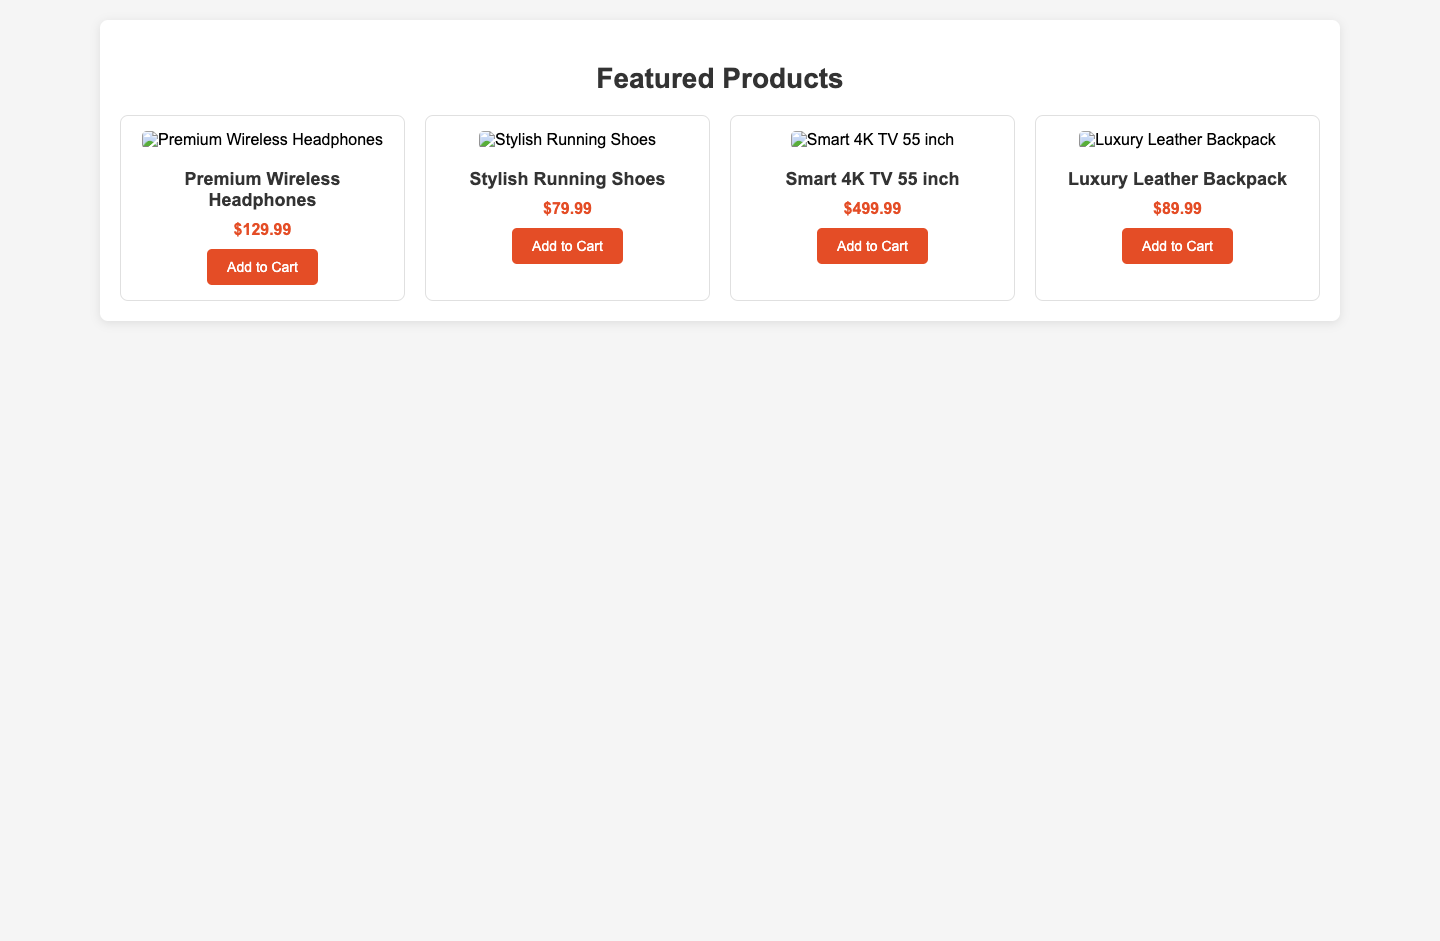 Featured Products
Premium Wireless Headphones
Stylish Running Shoes
Smart 4K TV 55 inch
Luxury Leather Backpack
Premium Wireless
Headphones
$129.99
Add to Cart
Stylish Running Shoes
$79.99
Add to Cart
Smart 4K TV 55 inch
$499.99
Add to Cart
Luxury Leather Backpack
$89.99
Add to Cart